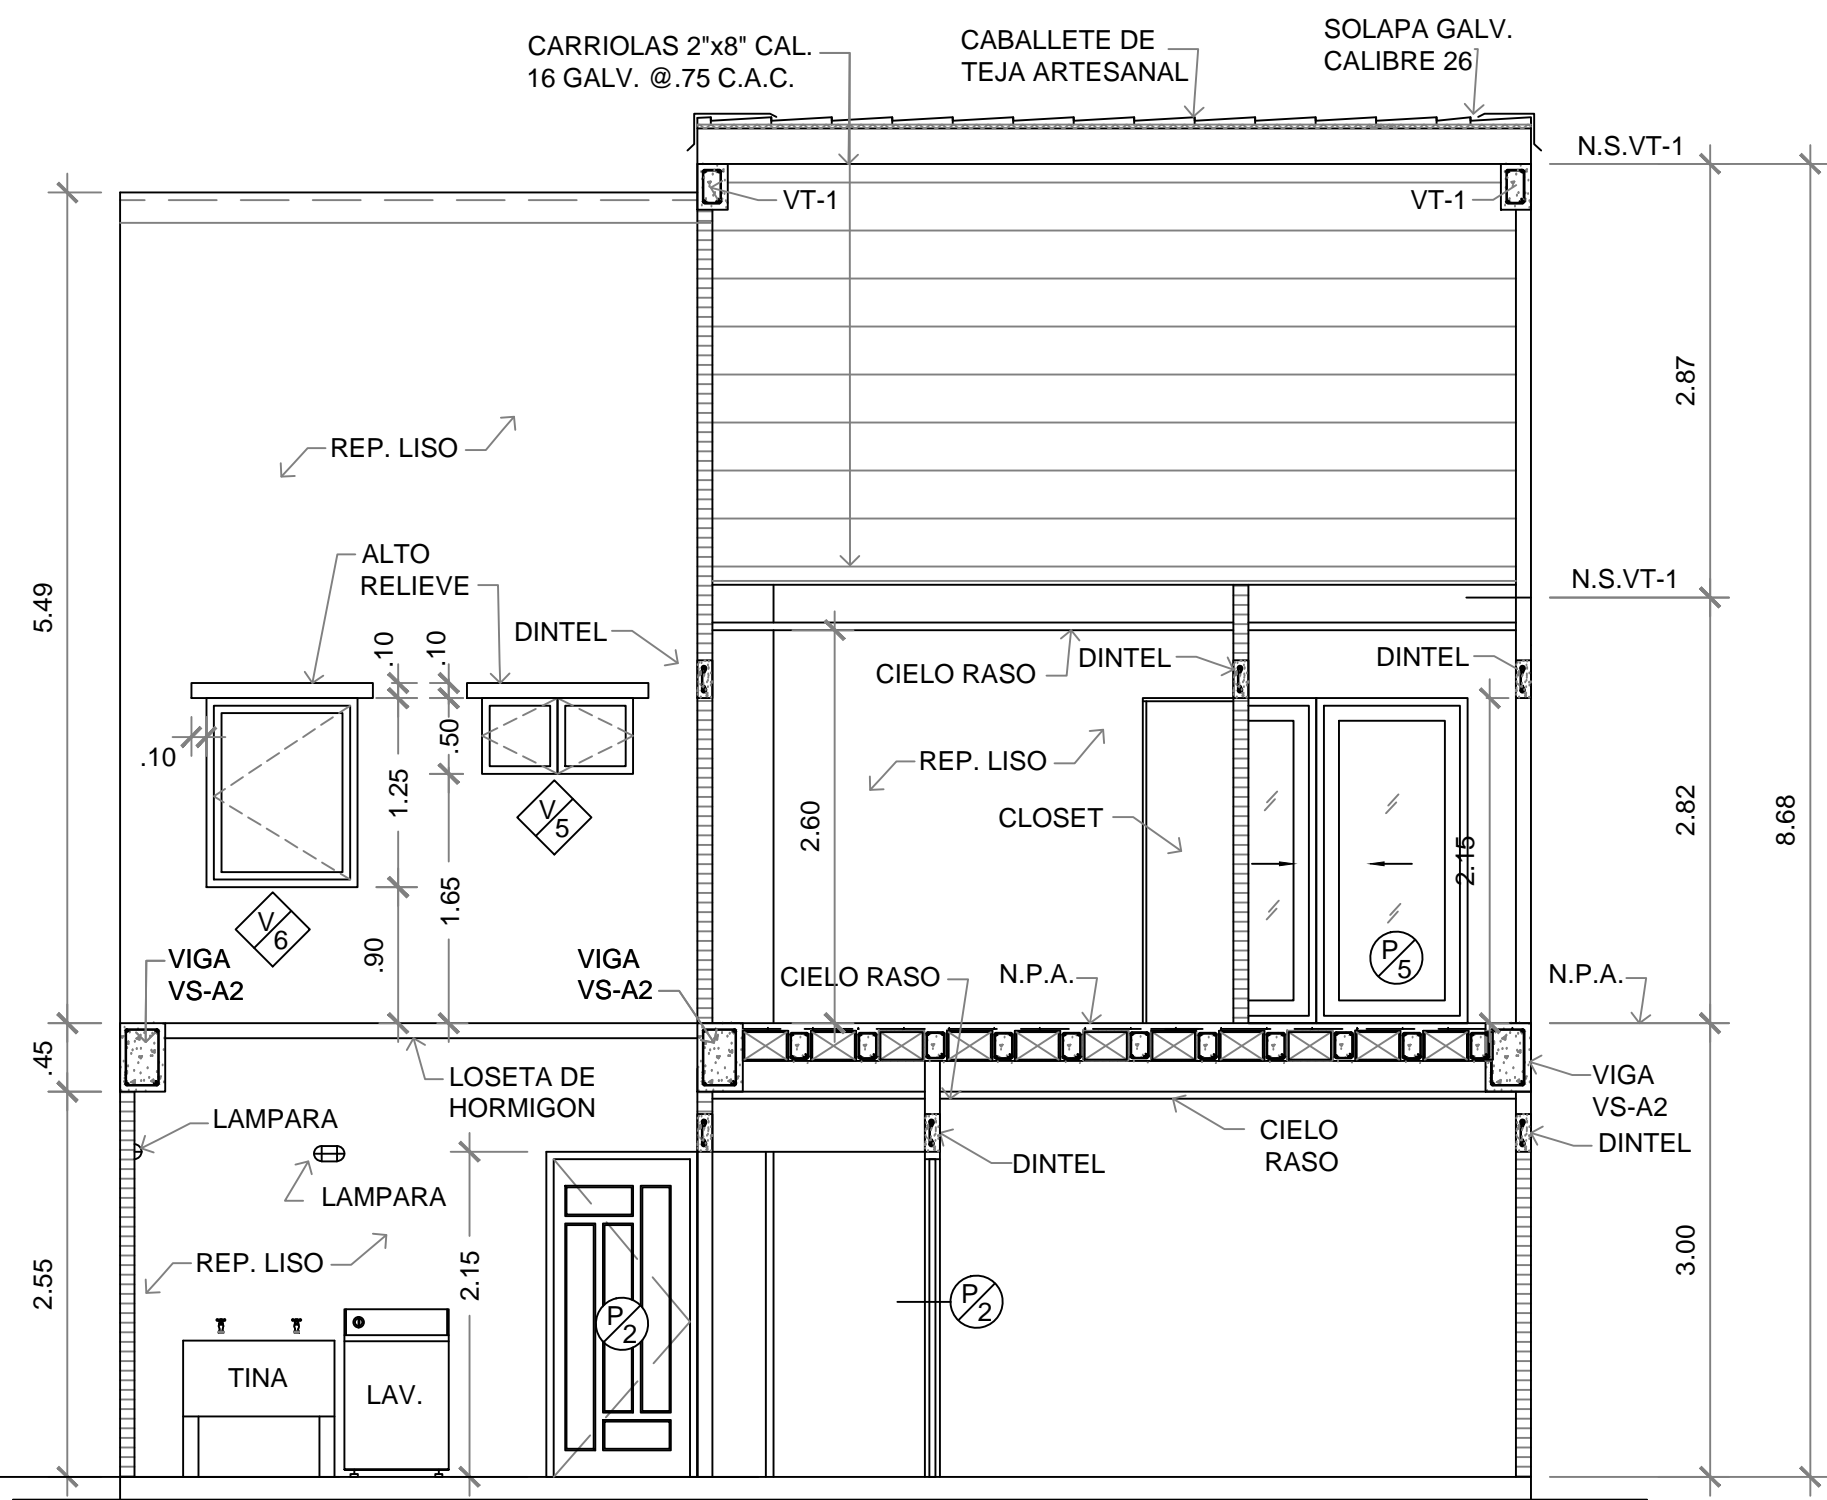 CARRIOLAS 2"x8" CAL.
16 GALV. @.75 C.A.C.
CABALLETE DE
TEJA ARTESANAL
SOLAPA GALV.
CALIBRE 26
N.S.VT-1
VT-1
VT-1
2.87
REP. LISO
5.49
ALTO
RELIEVE
N.S.VT-1
DINTEL
.10
.10
CIELO RASO
DINTEL
DINTEL
.10
.50
1.25
V
5
REP. LISO
CLOSET
2.60
2.15
2.82
8.68
1.65
.90
V
6
VIGA
VS-A2
VIGA
VS-A2
CIELO RASO
N.P.A.
P
5
N.P.A.
.45
LOSETA DE
HORMIGON
VIGA
VS-A2
LAMPARA
CIELO
RASO
DINTEL
DINTEL
LAMPARA
REP. LISO
2.15
2.55
3.00
P
2
P
2
TINA
LAV.